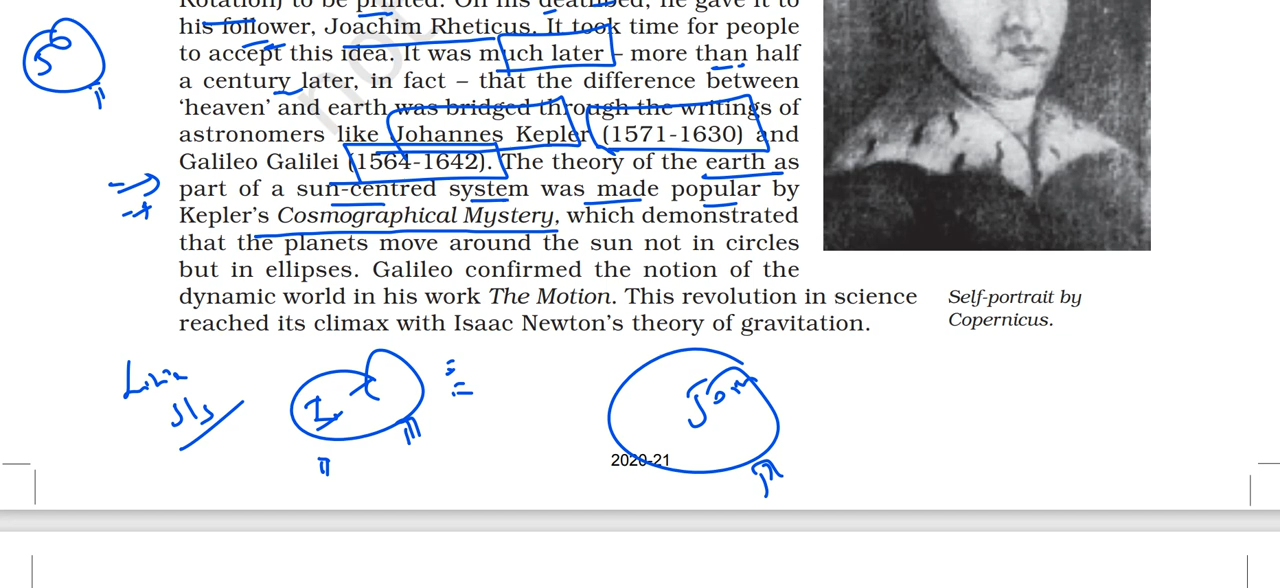 Rotation) to be printed. On his deathbed, he gave it to
his follower, Joachim Rheticus. It took time for people
to accept this idea. It was much later – more than half
a century later, in fact – that the difference between
‘heaven’ and earth was bridged through the writings of
astronomers like Johannes Kepler (1571-1630) and
Galileo Galilei (1564-1642). The theory of the earth as
part of a sun-centred system was made popular by
Kepler’s Cosmographical Mystery, which demonstrated
that the planets move around the sun not in circles
but in ellipses. Galileo confirmed the notion of the
dynamic world in his work The Motion. This revolution in science
reached its climax with Isaac Newton’s theory of gravitation.
Self-portrait by
Copernicus.
2020-21